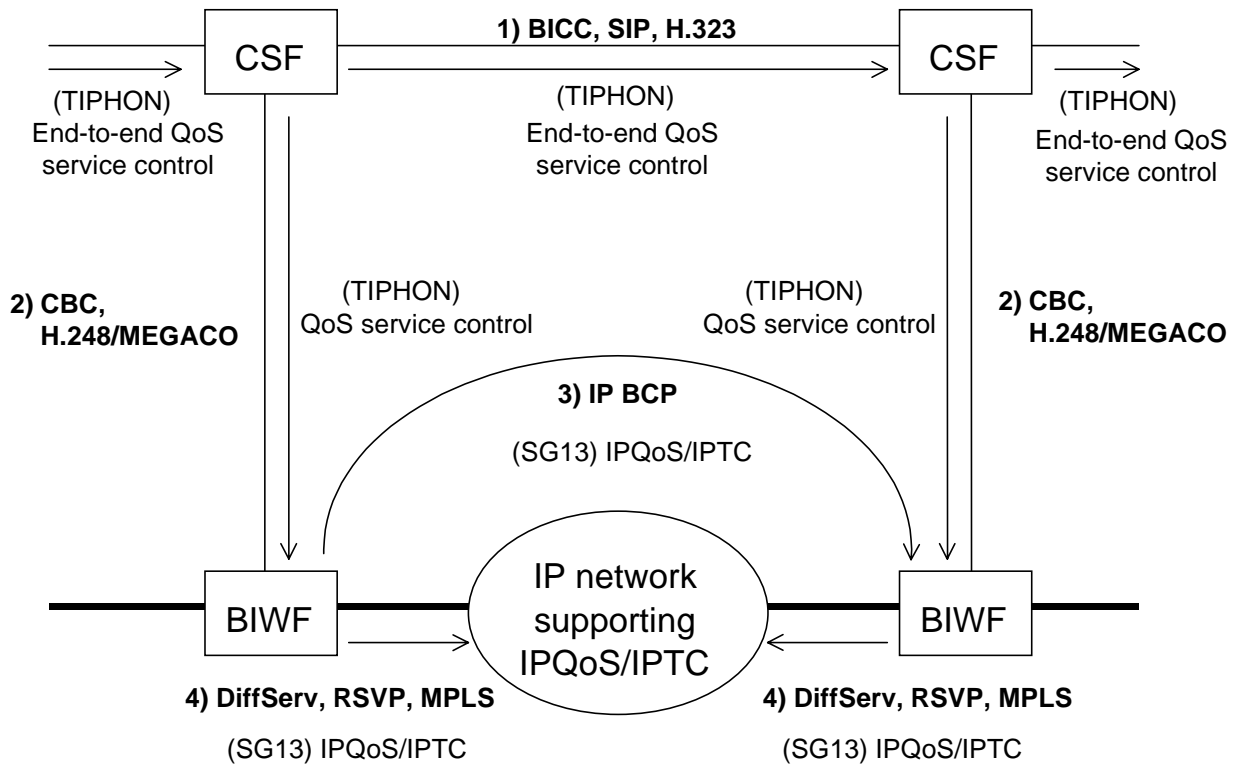 1) BICC, SIP, H.323
CSF
CSF
(TIPHON)
End-to-end QoS
service control
(TIPHON)
End-to-end QoS
service control
(TIPHON)
End-to-end QoS
service control
2) CBC,
H.248/MEGACO
(TIPHON)
QoS service control
(TIPHON)
QoS service control
2) CBC,
H.248/MEGACO
3) IP BCP
(SG13) IPQoS/IPTC
BIWF
IP network
supporting
IPQoS/IPTC
BIWF
4) DiffServ, RSVP, MPLS
(SG13) IPQoS/IPTC
4) DiffServ, RSVP, MPLS
(SG13) IPQoS/IPTC